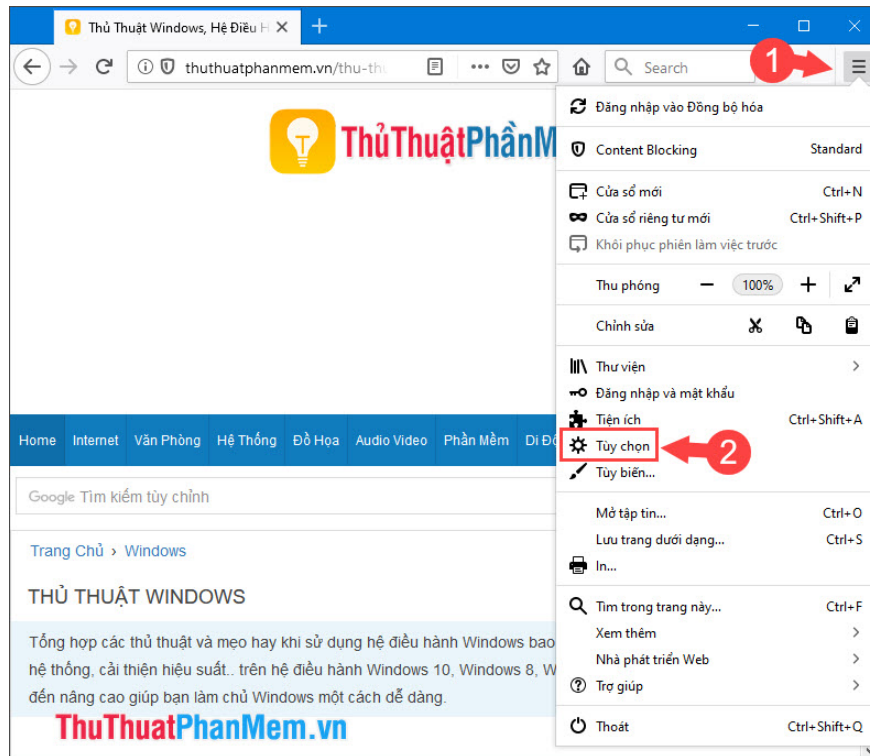 Thủ Thuật Windows, Hệ Điều H
thuthuatphanmem.vn/thu-thu
Search
1
ThủThuậtPhầnM
Đăng nhập vào Đồng bộ hóa
Content Blocking Standard
Cửa sổ mới Ctrl+N
Cửa sổ riêng tư mới Ctrl+Shift+P
Khôi phục phiên làm việc trước
Thu phóng 100%
Chỉnh sửa
Thư viện
Đăng nhập và mật khẩu
Tiện ích Ctrl+Shift+A
Tùy chọn 2
Tùy biến...
Mở tập tin... Ctrl+O
Lưu trang dưới dạng... Ctrl+S
In...
Tìm trong trang này... Ctrl+F
Xem thêm
Nhà phát triển Web
Trợ giúp
Thoát Ctrl+Shift+Q
Home Internet Văn Phòng Hệ Thống Đồ Họa Audio Video Phần Mềm Di Độ
Google Tìm kiếm tùy chỉnh
Trang Chủ › Windows
THỦ THUẬT WINDOWS
Tổng hợp các thủ thuật và mẹo hay khi sử dụng hệ điều hành Windows bao
hệ thống, cải thiện hiệu suất.. trên hệ điều hành Windows 10, Windows 8, W
đến nâng cao giúp bạn làm chủ Windows một cách dễ dàng.
ThuThuatPhanMem.vn